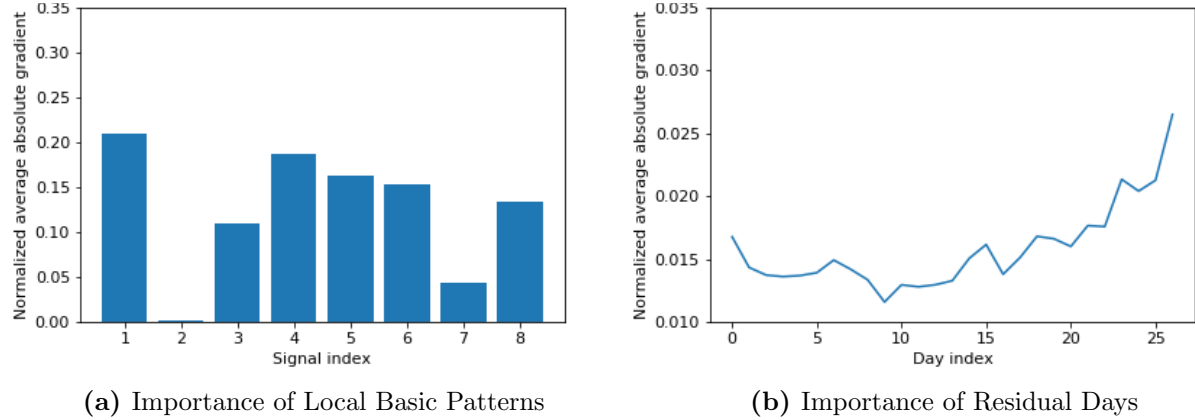 Normalized average absolute gradient
0.35
0.30
0.25
0.20
0.15
0.10
0.05
0.00
1 2 3 4 5 6 7 8
Signal index
(a) Importance of Local Basic Patterns
Normalized average absolute gradient
0.035
0.030
0.025
0.020
0.015
0.010
0 5 10 15 20 25
Day index
(b) Importance of Residual Days